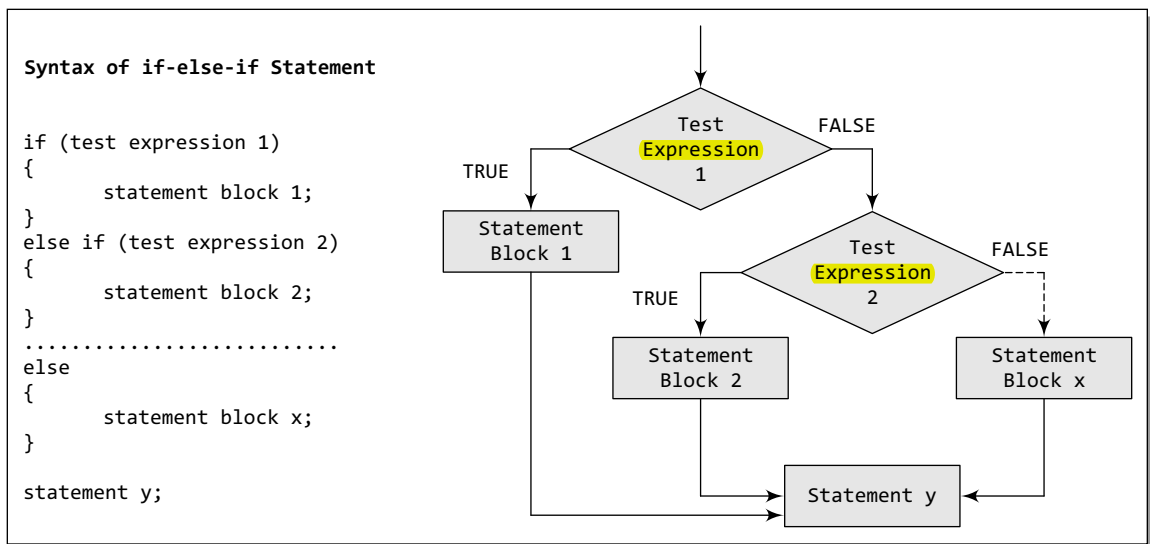 Syntax of if-else-if Statement
if (test expression 1)
{
statement block 1;
}
else if (test expression 2)
{
statement block 2;
}
...........................
else
{
statement block x;
}
statement y;
Test
Expression
1
FALSE
TRUE
Statement
Block 1
Test
Expression
2
FALSE
TRUE
Statement
Block 2
Statement
Block x
Statement y